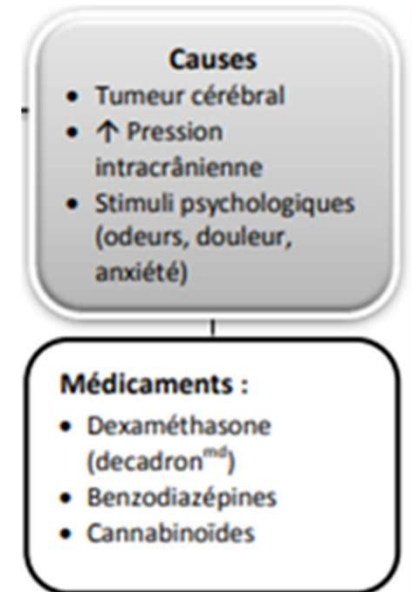 Causes
• Tumeur cérébral
• ↑ Pression
intracrânienne
• Stimuli psychologiques
(odeurs, douleur,
anxiété)
Médicaments :
• Dexaméthasone
(decadronᵐᵈ)
• Benzodiazépines
• Cannabinoïdes